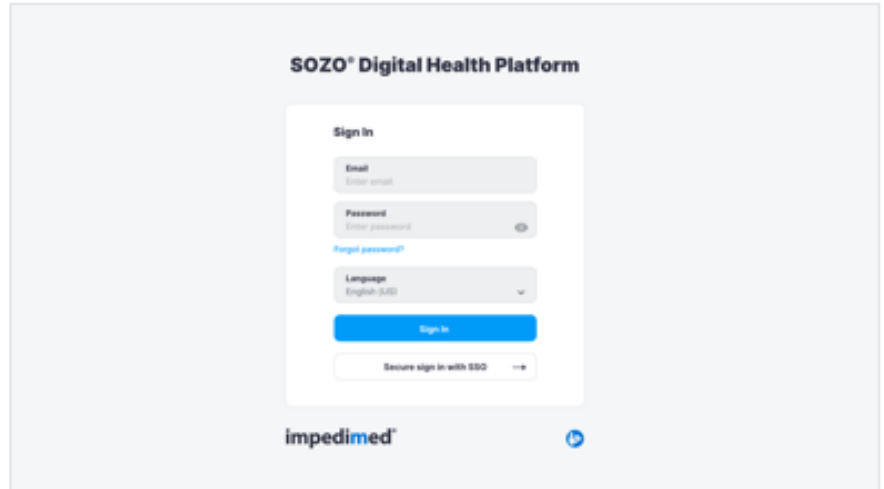 SOZO® Digital Health Platform
Sign In
Email
Enter email
Password
Enter password
Forgot password?
Language
English (US)
Sign In
Secure sign in with SSO
impedimed®